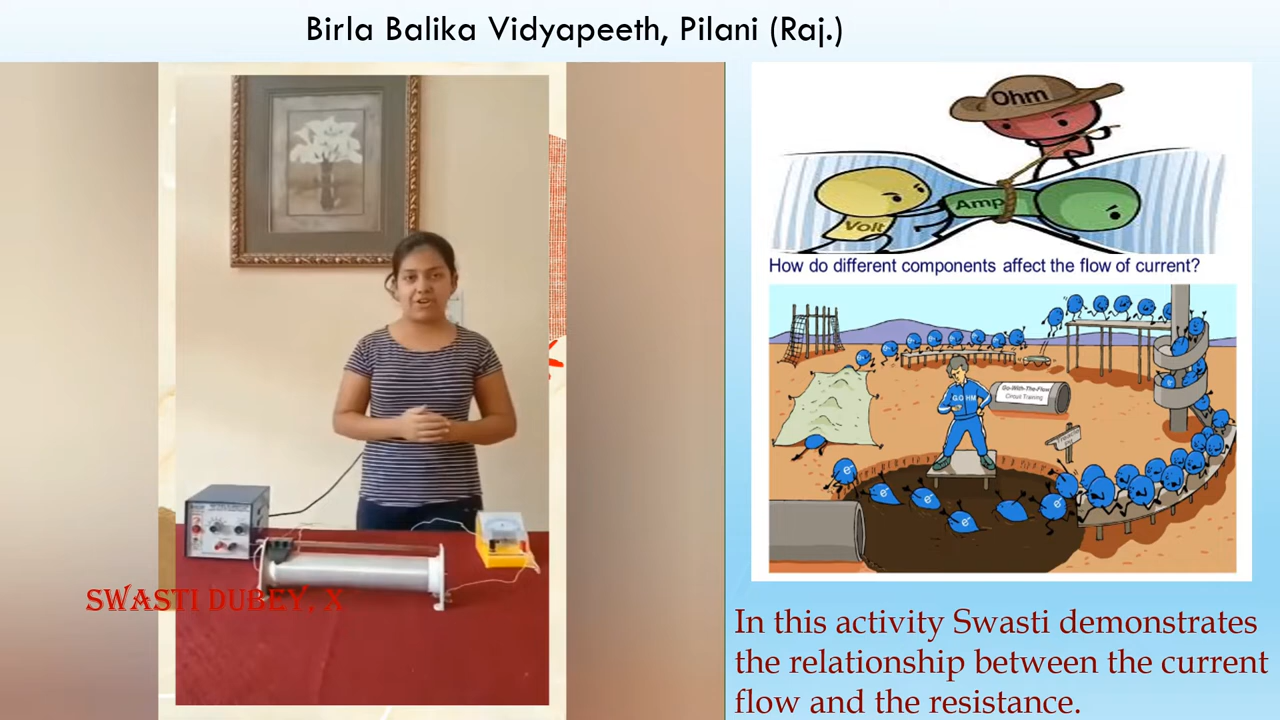 Birla Balika Vidyapeeth, Pilani (Raj.)
SWASTI DUBEY, X
Ohm
Volt
Amp
How do different components affect the flow of current?
Go-With-The-Flow
Circuit Training
G.OHM
e-
In this activity Swasti demonstrates
the relationship between the current
flow and the resistance.